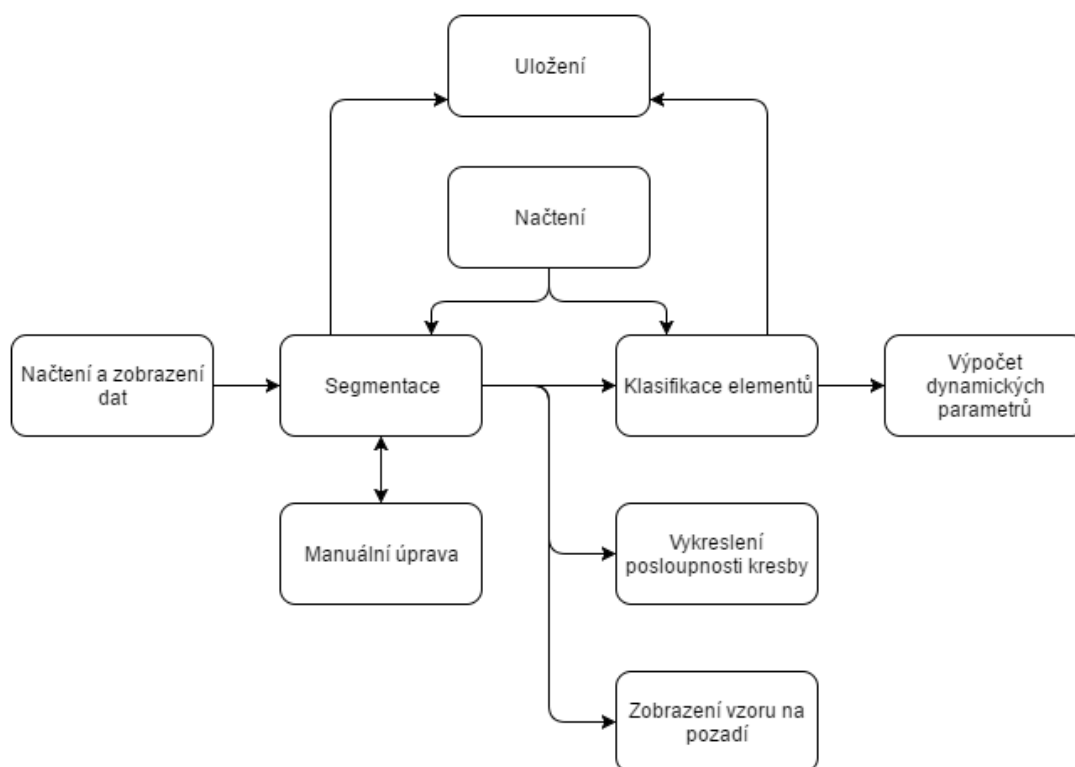 Uložení
Načtení
Načtení a zobrazení
dat
Segmentace
Klasifikace elementů
Výpočet
dynamických
parametrů
Manuální úprava
Vykreslení
posloupnosti kresby
Zobrazení vzoru na
pozadí